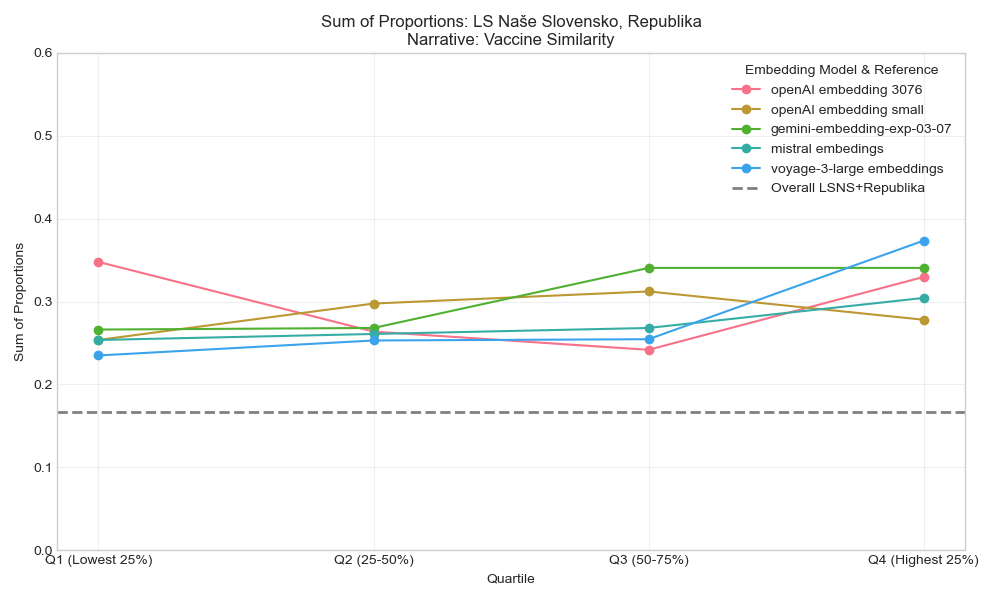 Sum of Proportions: LS Naše Slovensko, Republika
Narrative: Vaccine Similarity
Embedding Model & Reference
openAI embedding 3076
openAI embedding small
gemini-embedding-exp-03-07
mistral embedings
voyage-3-large embeddings
Overall LSNS+Republika
Sum of Proportions
0.6
0.5
0.4
0.3
0.2
0.1
0.0
Q1 (Lowest 25%)
Q2 (25-50%)
Q3 (50-75%)
Q4 (Highest 25%)
Quartile